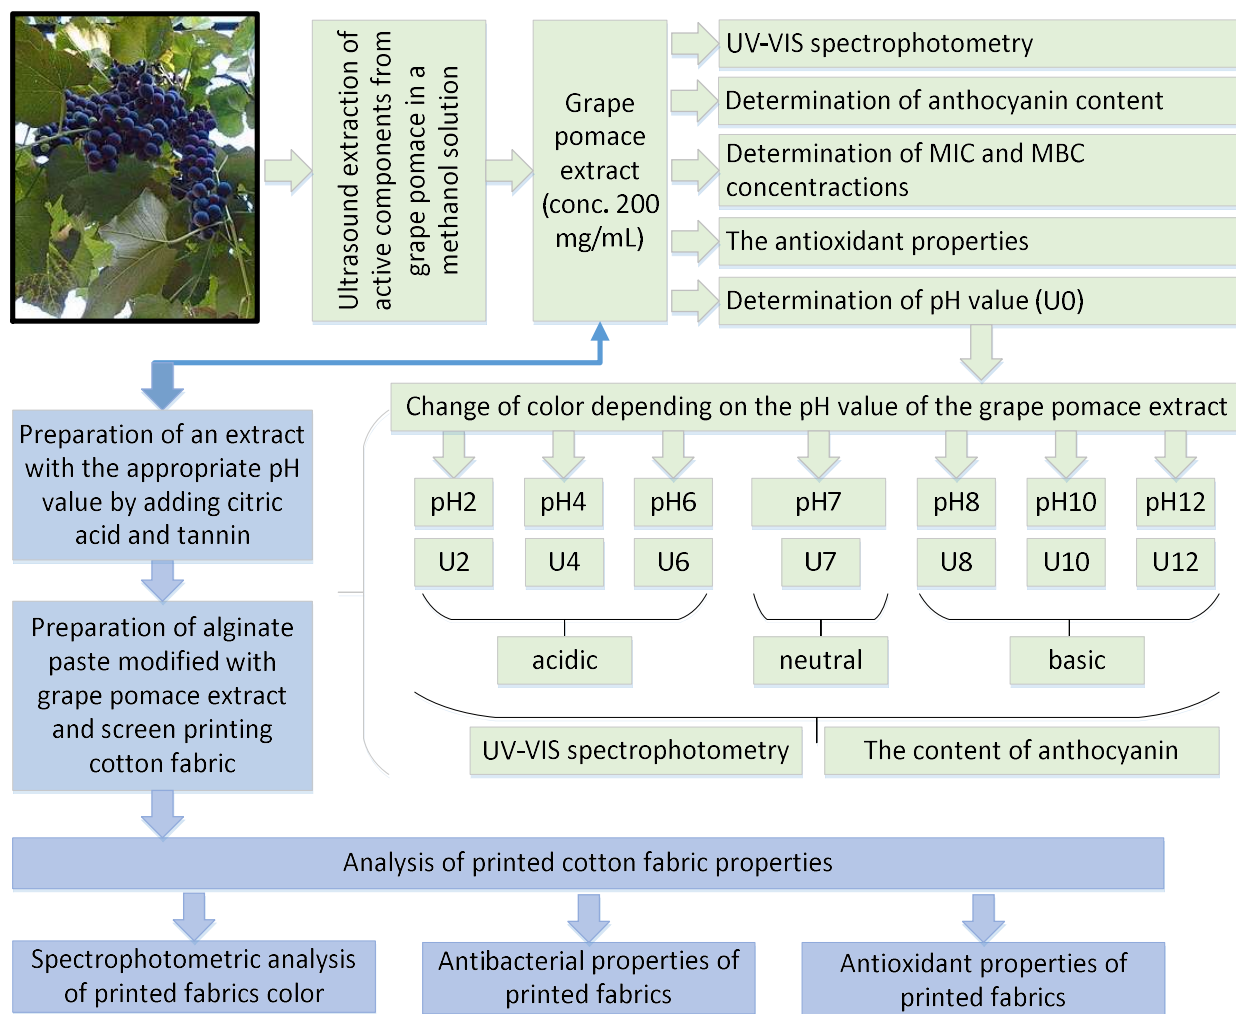 Ultrasound extraction of
active components from
grape pomace in a
methanol solution
Grape
pomace
extract
(conc. 200
mg/mL)
UV-VIS spectrophotometry
Determination of anthocyanin content
Determination of MIC and MBC
concentractions
The antioxidant properties
Determination of pH value (U0)
Change of color depending on the pH value of the grape pomace extract
pH2
pH4
pH6
pH7
pH8
pH10
pH12
U2
U4
U6
U7
U8
U10
U12
acidic
neutral
basic
UV-VIS spectrophotometry
The content of anthocyanin
Preparation of an extract
with the appropriate pH
value by adding citric
acid and tannin
Preparation of alginate
paste modified with
grape pomace extract
and screen printing
cotton fabric
Analysis of printed cotton fabric properties
Spectrophotometric analysis
of printed fabrics color
Antibacterial properties of
printed fabrics
Antioxidant properties of
printed fabrics